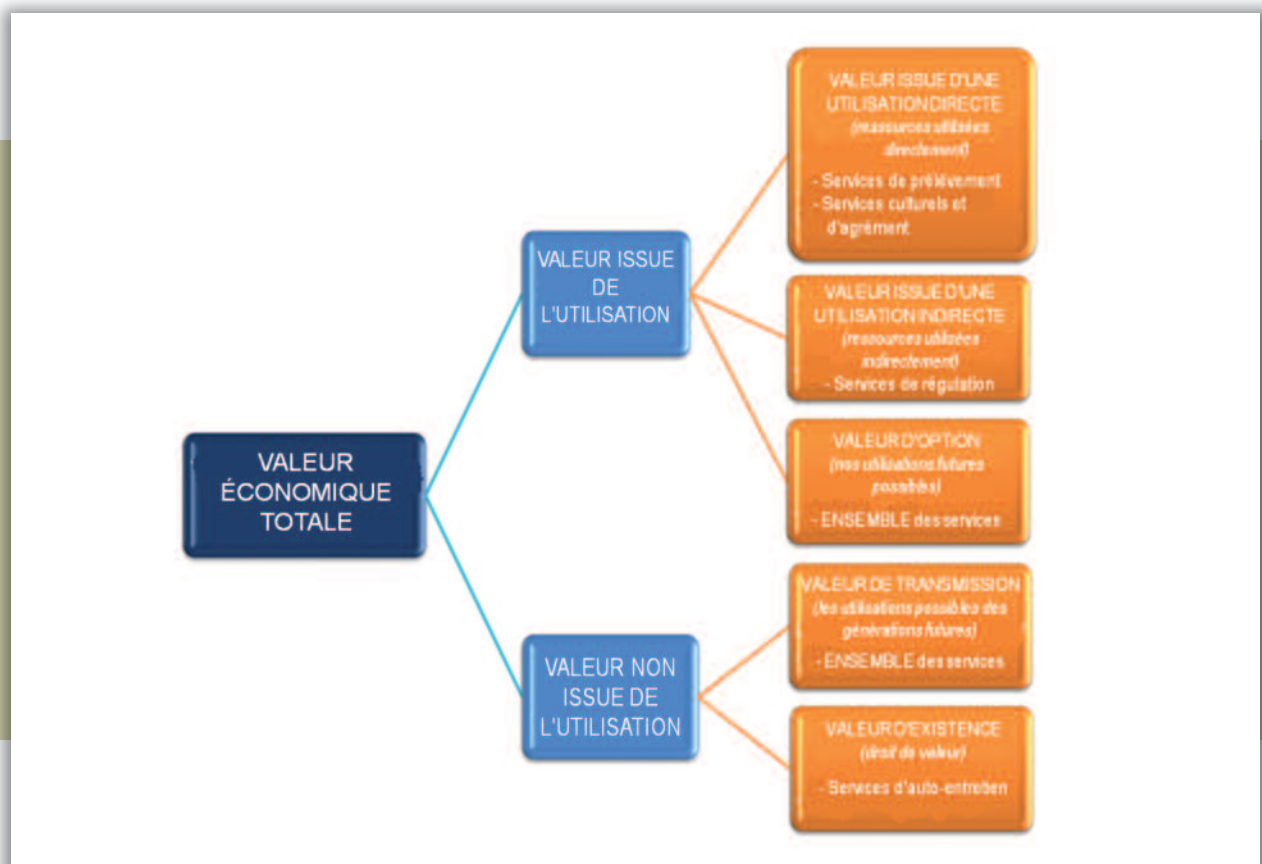 VALEUR
ÉCONOMIQUE
TOTALE
VALEUR ISSUE
DE
L'UTILISATION
VALEUR ISSUE D'UNE
UTILISATION DIRECTE
(ressources utilisées
directement)
- Services de prélèvement
- Services culturels et
d'agrément
VALEUR ISSUE D'UNE
UTILISATION INDIRECTE
(ressources utilisées
indirectement)
- Services de régulation
VALEUR D'OPTION
(nos utilisations futures
possibles)
- ENSEMBLE des services
VALEUR NON
ISSUE DE
L'UTILISATION
VALEUR DE TRANSMISSION
(les utilisations possibles des
générations futures)
- ENSEMBLE des services
VALEUR D'EXISTENCE
(droit de valeur)
- Services d'auto-entretien